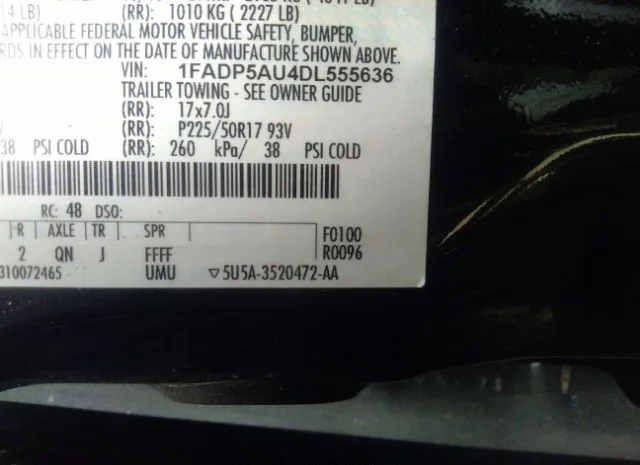 14 LB)
1010 KG ( 2227 LB)
APPLICABLE FEDERAL MOTOR VEHICLE SAFETY, BUMPER,
RDS IN EFFECT ON THE DATE OF MANUFACTURE SHOWN ABOVE.
VIN: 1FADP5AU4DL555636
TRAILER TOWING - SEE OWNER GUIDE
(RR): 17x7.0J
(RR): P225/50R17 93V
38 PSI COLD (RR): 260 kPa/ 38 PSI COLD
RC: 48 DSO:
R AXLE TR SPR F0100
2 QN J FFFF R0096
310072465 UMU ▽5U5A-3520472-AA